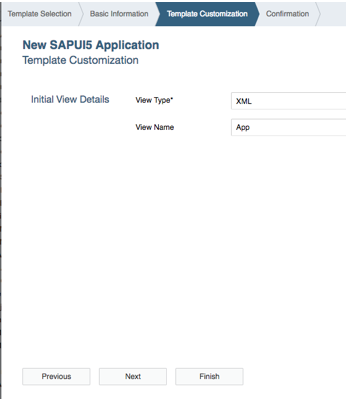 Template Selection Basic Information Template Customization Confirmation
New SAPUI5 Application
Template Customization
Initial View Details View Type* XML
View Name App
Previous Next Finish